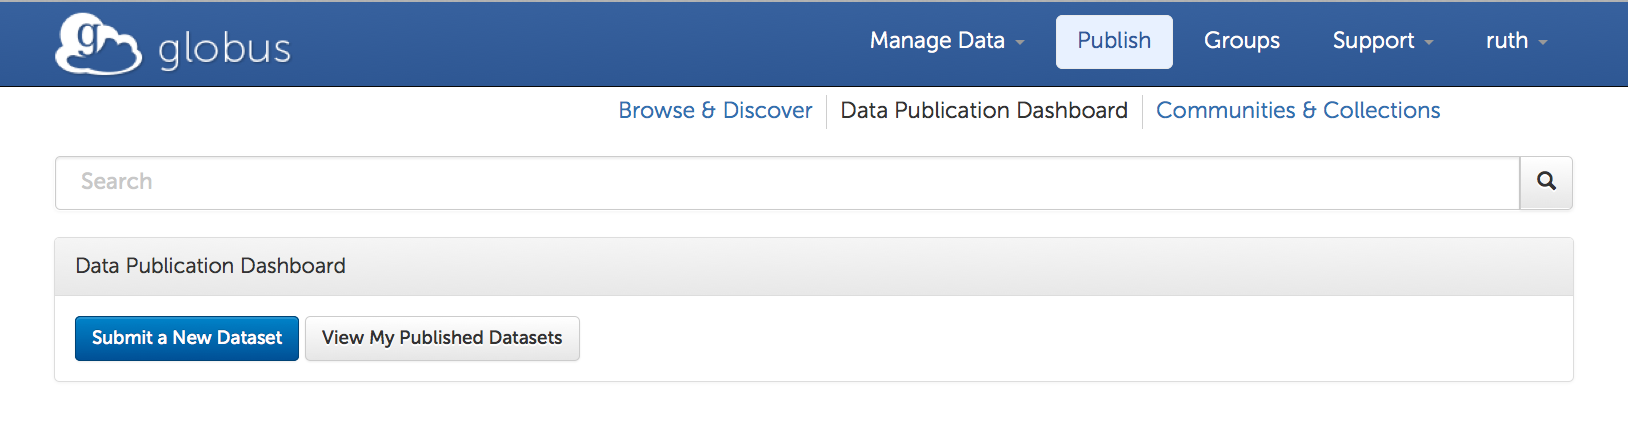 globus
Manage Data Publish Groups Support ruth
Browse & Discover Data Publication Dashboard Communities & Collections
Search
Data Publication Dashboard
Submit a New Dataset View My Published Datasets